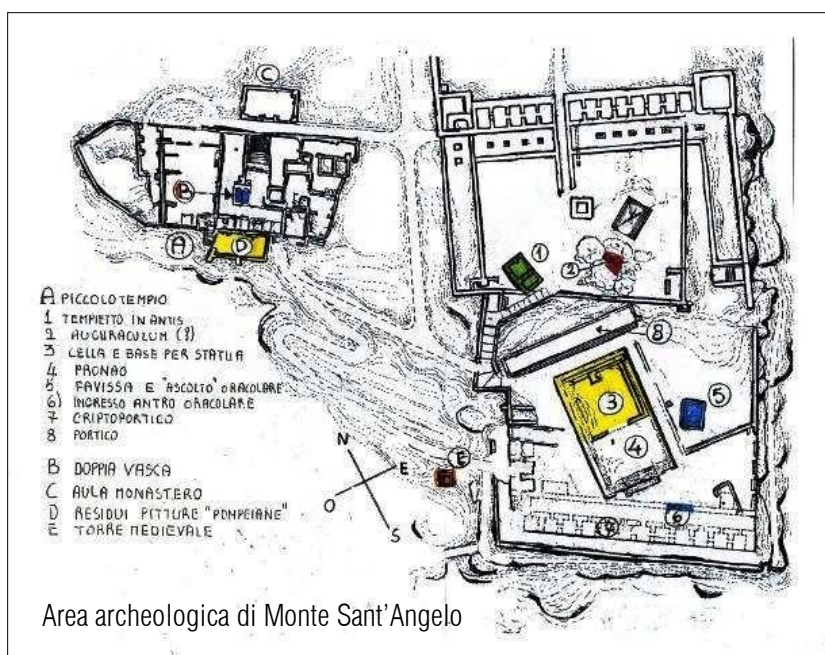 C
B
A
D
1
2
8
3
4
5
E
6
7
A PICCOLO TEMPIO
1 TEMPIETTO IN ANTIS
2 AUGURACULUM (?)
3 CELLA E BASE PER STATUA
4 PRONAO
5 FAVISSA E "ASCOLTO" ORACOLARE
6) INGRESSO ANTRO ORACOLARE
7 CRIPTOPORTICO
8 PORTICO
B DOPPIA VASCA
C AULA MONASTERO
D RESIDUI PITTURE "POMPEIANE"
E TORRE MEDIEVALE
N
E
O
S
Area archeologica di Monte Sant'Angelo